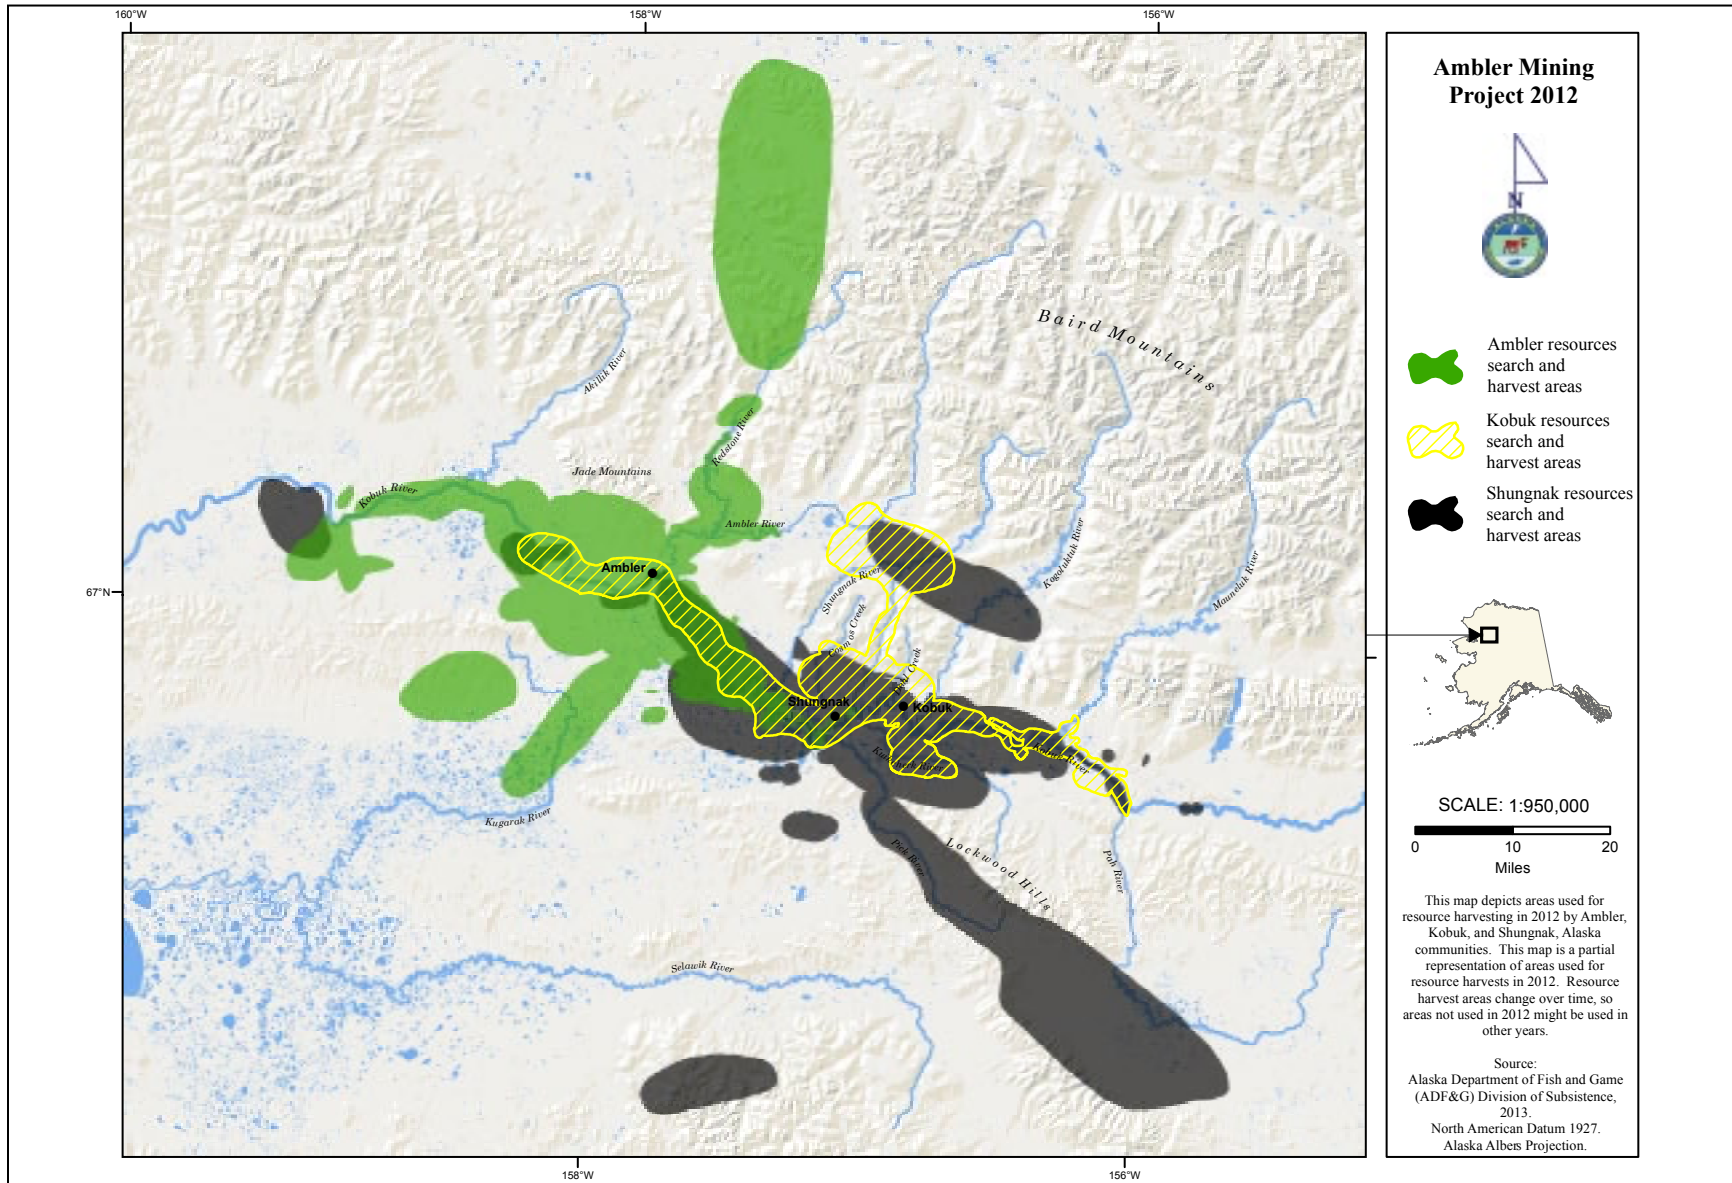 160°W
158°W
156°W
67°N
Baird Mountains
Akillik River
Redstone River
Jade Mountains
Kobuk River
Ambler River
Ambler
Shungnak River
Kogoluktuk River
Mauneluk River
Cosmos Creek
Dahl Creek
Shungnak
Kobuk
Kobuk River
Kugarak River
Pick River
Lockwood Hills
Pah River
Selawik River
158°W
156°W
Ambler Mining
Project 2012
N
Ambler resources
search and
harvest areas
Kobuk resources
search and
harvest areas
Shungnak resources
search and
harvest areas
SCALE: 1:950,000
0 10 20
Miles
This map depicts areas used for
resource harvesting in 2012 by Ambler,
Kobuk, and Shungnak, Alaska
communities. This map is a partial
representation of areas used for
resource harvests in 2012. Resource
harvest areas change over time, so
areas not used in 2012 might be used in
other years.
Source:
Alaska Department of Fish and Game
(ADF&G) Division of Subsistence,
2013.
North American Datum 1927.
Alaska Albers Projection.